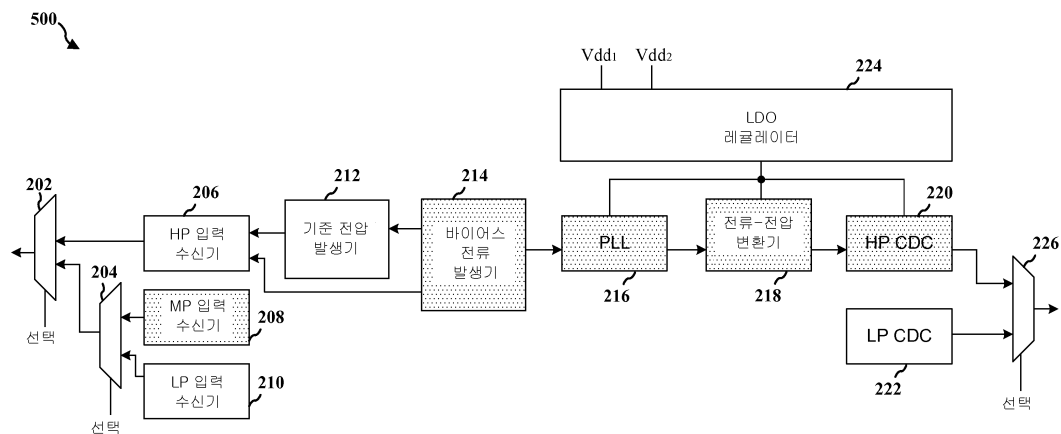 500
Vdd1
Vdd2
224
LDO
레귤레이터
202
206
HP 입력
수신기
212
기준 전압
발생기
214
바이어스
전류
발생기
PLL
216
전류-전압
변환기
218
220
HP CDC
226
204
MP 입력
수신기
208
선택
LP CDC
222
LP 입력
수신기
210
선택
선택